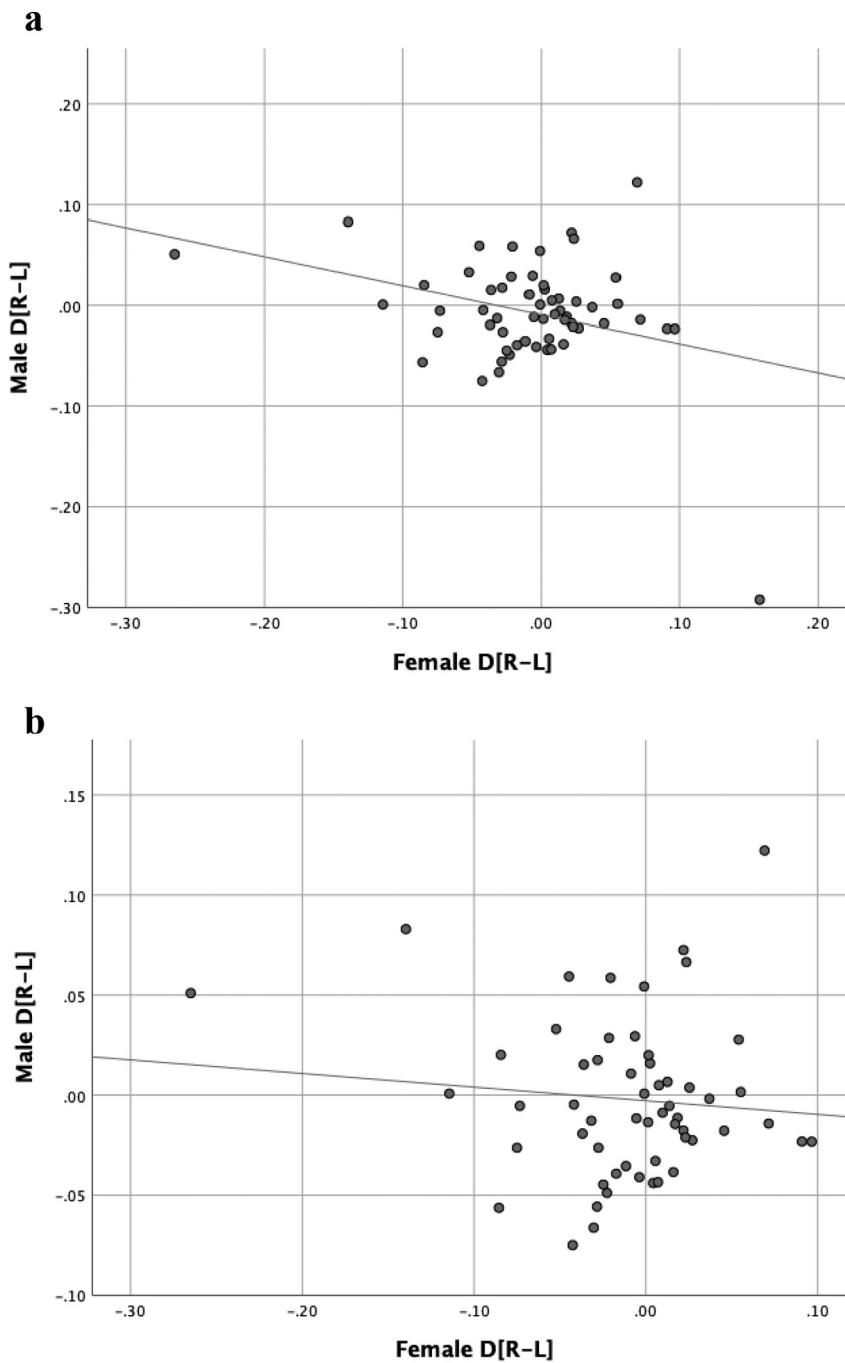 a
.20
.10
.00
-.10
-.20
-.30
Male D[R-L]
-.30 -.20 -.10 .00 .10 .20
Female D[R-L]
b
.15
.10
.05
.00
-.05
-.10
Male D[R-L]
-.30 -.20 -.10 .00 .10
Female D[R-L]